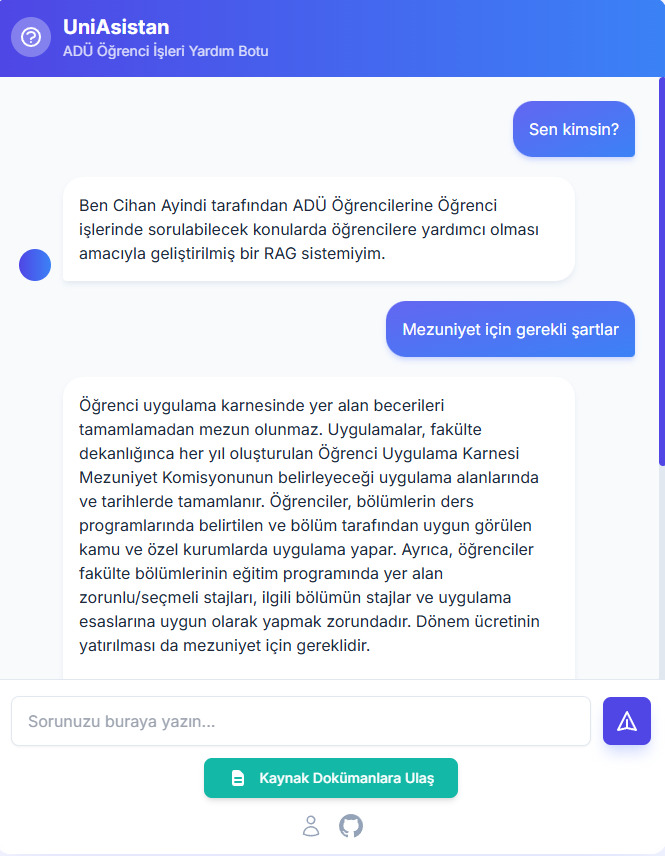 UniAsistan
ADÜ Öğrenci İşleri Yardım Botu
Sen kimsin?
Ben Cihan Ayindi tarafından ADÜ Öğrencilerine Öğrenci
işlerinde sorulabilecek konularda öğrencilere yardımcı olması
amacıyla geliştirilmiş bir RAG sistemiyim.
Mezuniyet için gerekli şartlar
Öğrenci uygulama karnesinde yer alan becerileri
tamamlamadan mezun olunmaz. Uygulamalar, fakülte
dekanlığınca her yıl oluşturulan Öğrenci Uygulama Karnesi
Mezuniyet Komisyonunun belirleyeceği uygulama alanlarında
ve tarihlerde tamamlanır. Öğrenciler, bölümlerin ders
programlarında belirtilen ve bölüm tarafından uygun görülen
kamu ve özel kurumlarda uygulama yapar. Ayrıca, öğrenciler
fakülte bölümlerinin eğitim programında yer alan
zorunlu/seçmeli stajları, ilgili bölümün stajlar ve uygulama
esaslarına uygun olarak yapmak zorundadır. Dönem ücretinin
yatırılması da mezuniyet için gereklidir.
Sorunuzu buraya yazın...
Kaynak Dokümanlara Ulaş